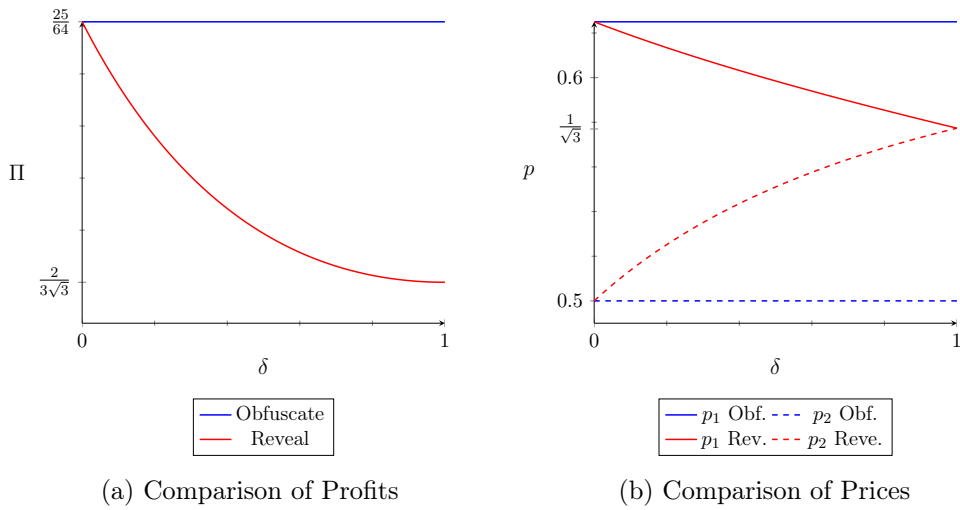 25/64
Π
2/3√3
0
1
δ
Obfuscate
Reveal
(a) Comparison of Profits
0.6
1/√3
p
0.5
0
1
δ
p₁ Obf. p₂ Obf.
p₁ Rev. p₂ Reve.
(b) Comparison of Prices